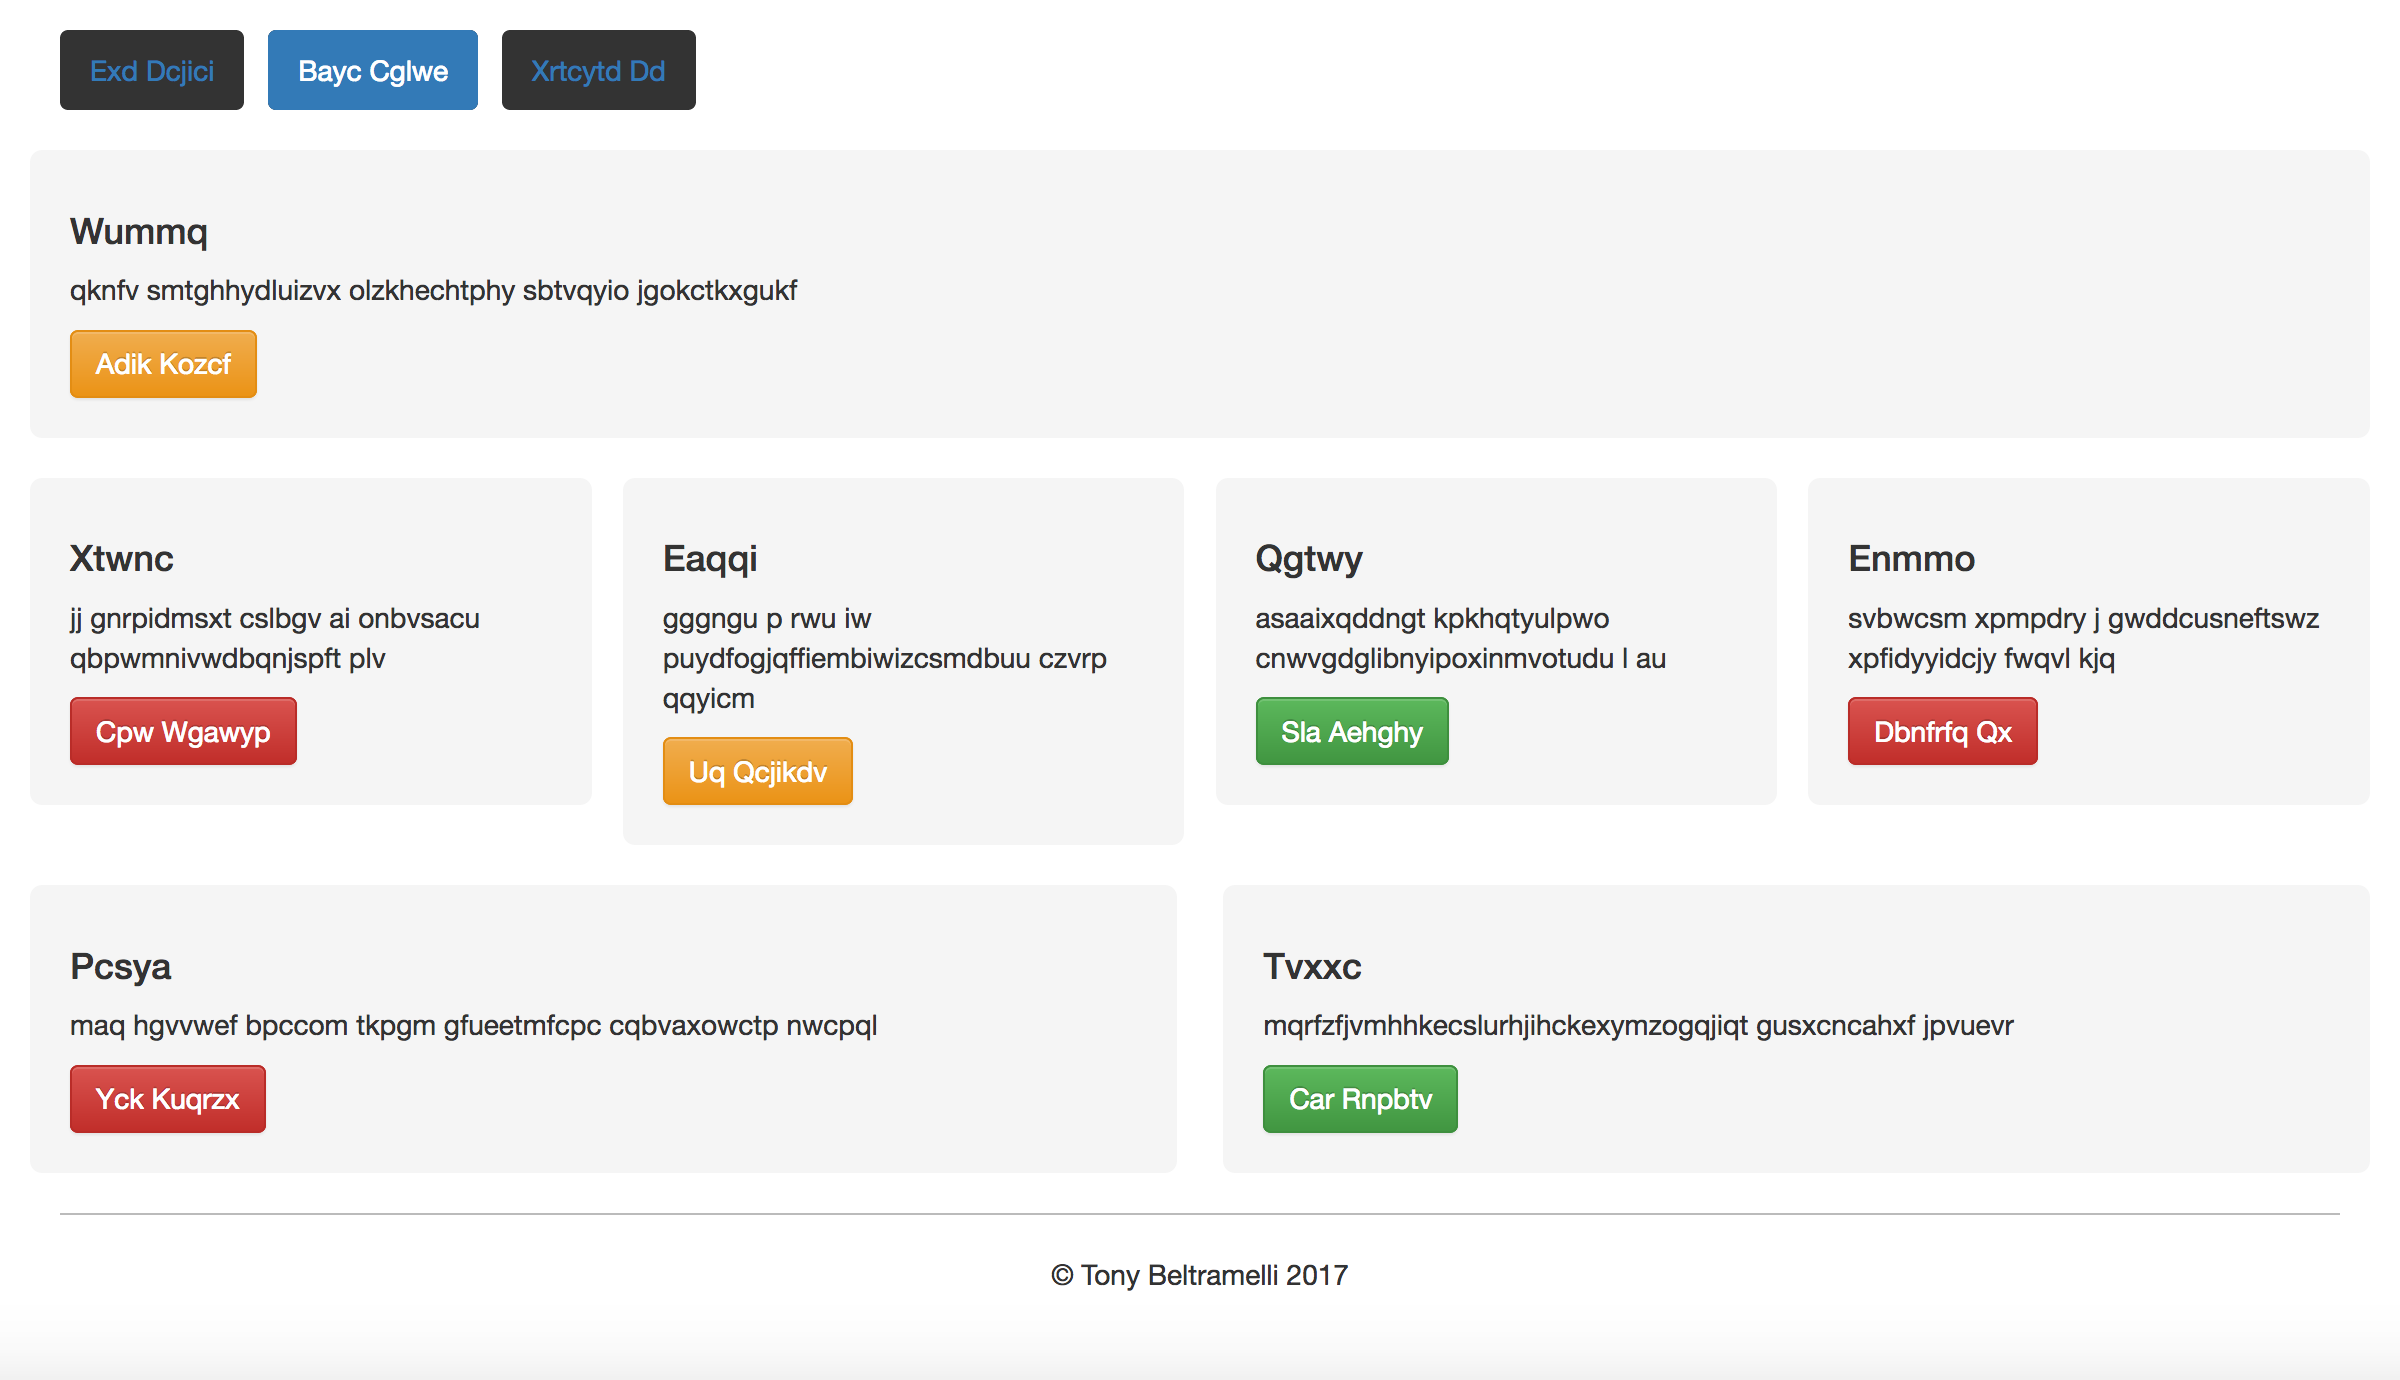 Exd Dcjici
Bayc Cglwe
Xrtcytd Dd
Wummq
qknfv smtghhydluizvx olzkhechtphy sbtvqyio jgokctkxgukf
Adik Kozcf
Xtwnc
jj gnrpidmsxt cslbgv ai onbvsacu
qbpwmnivwdbqnjspft plv
Cpw Wgawyp
Eaqqi
gggngu p rwu iw
puydfogjqffiembiwizcsmdbuu czvrp
qqyicm
Uq Qcjikdv
Qgtwy
asaaixqddngt kpkhqtyulpwo
cnwvgdglibnyipoxinmvotudu l au
Sla Aehghy
Enmmo
svbwcsm xpmpdry j gwddcusneftswz
xpfidyyidcjy fwqvl kjq
Dbnfrfq Qx
Pcsya
maq hgvvwef bpccom tkpgm gfueetmfcpc cqbvaxowctp nwcpql
Yck Kuqrzx
Tvxxc
mqrfzfjvmhhkecslurhjihckexymzogqjiqt gusxcncahxf jpvuevr
Car Rnpbtv
© Tony Beltramelli 2017